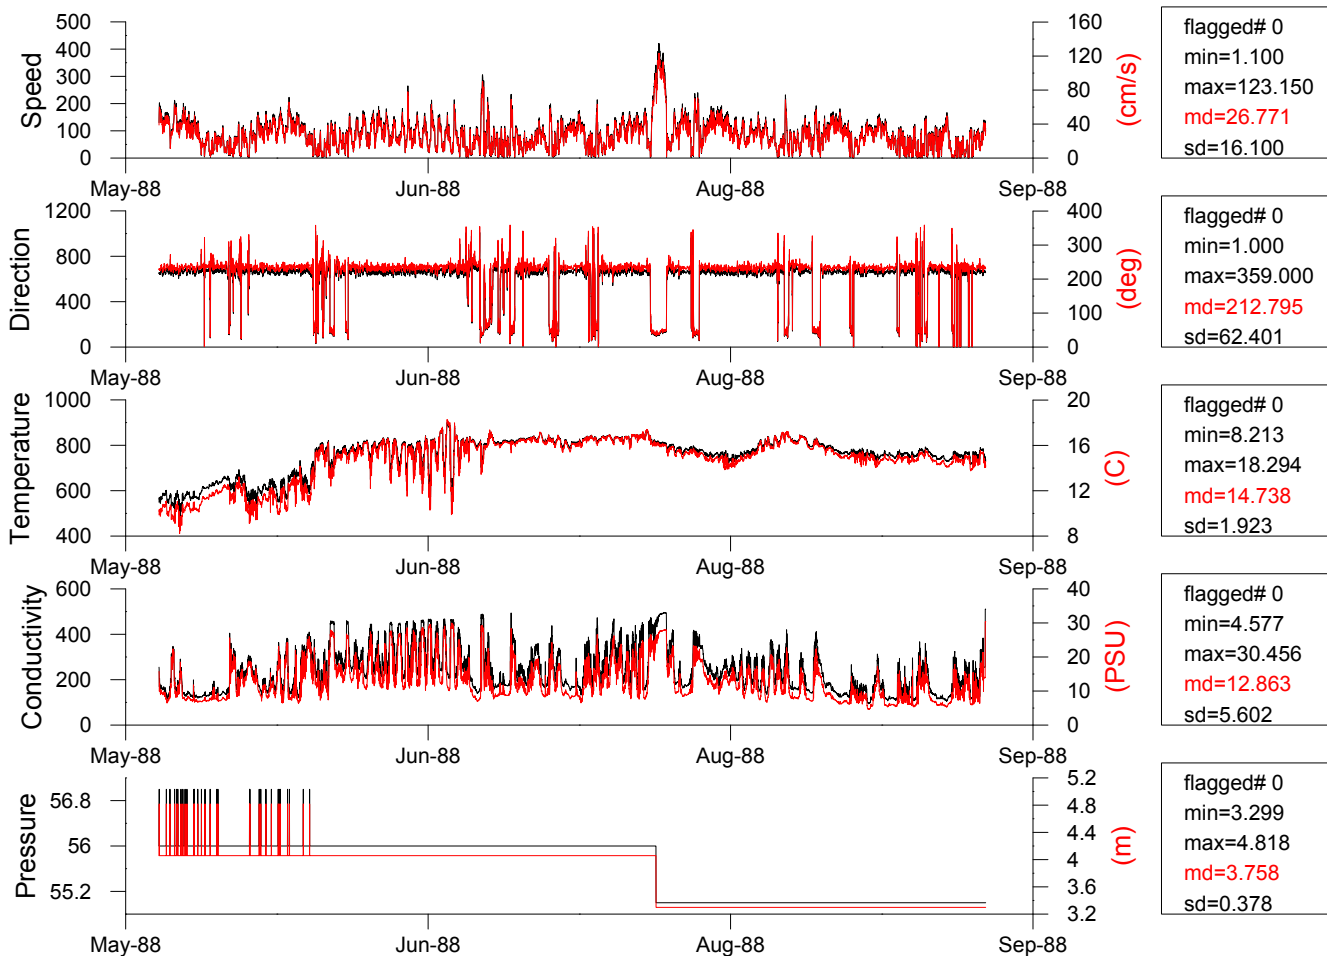 Speed
500
400
300
200
100
0
160
120
80
40
0
(cm/s)
May-88
Jun-88
Aug-88
Sep-88
flagged# 0
min=1.100
max=123.150
md=26.771
sd=16.100
Direction
1200
800
400
0
400
300
200
100
0
(deg)
May-88
Jun-88
Aug-88
Sep-88
flagged# 0
min=1.000
max=359.000
md=212.795
sd=62.401
Temperature
1000
800
600
400
20
16
12
8
(C)
May-88
Jun-88
Aug-88
Sep-88
flagged# 0
min=8.213
max=18.294
md=14.738
sd=1.923
Conductivity
600
400
200
0
40
30
20
10
0
(PSU)
May-88
Jun-88
Aug-88
Sep-88
flagged# 0
min=4.577
max=30.456
md=12.863
sd=5.602
Pressure
56.8
56
55.2
5.2
4.8
4.4
4
3.6
3.2
(m)
May-88
Jun-88
Aug-88
Sep-88
flagged# 0
min=3.299
max=4.818
md=3.758
sd=0.378